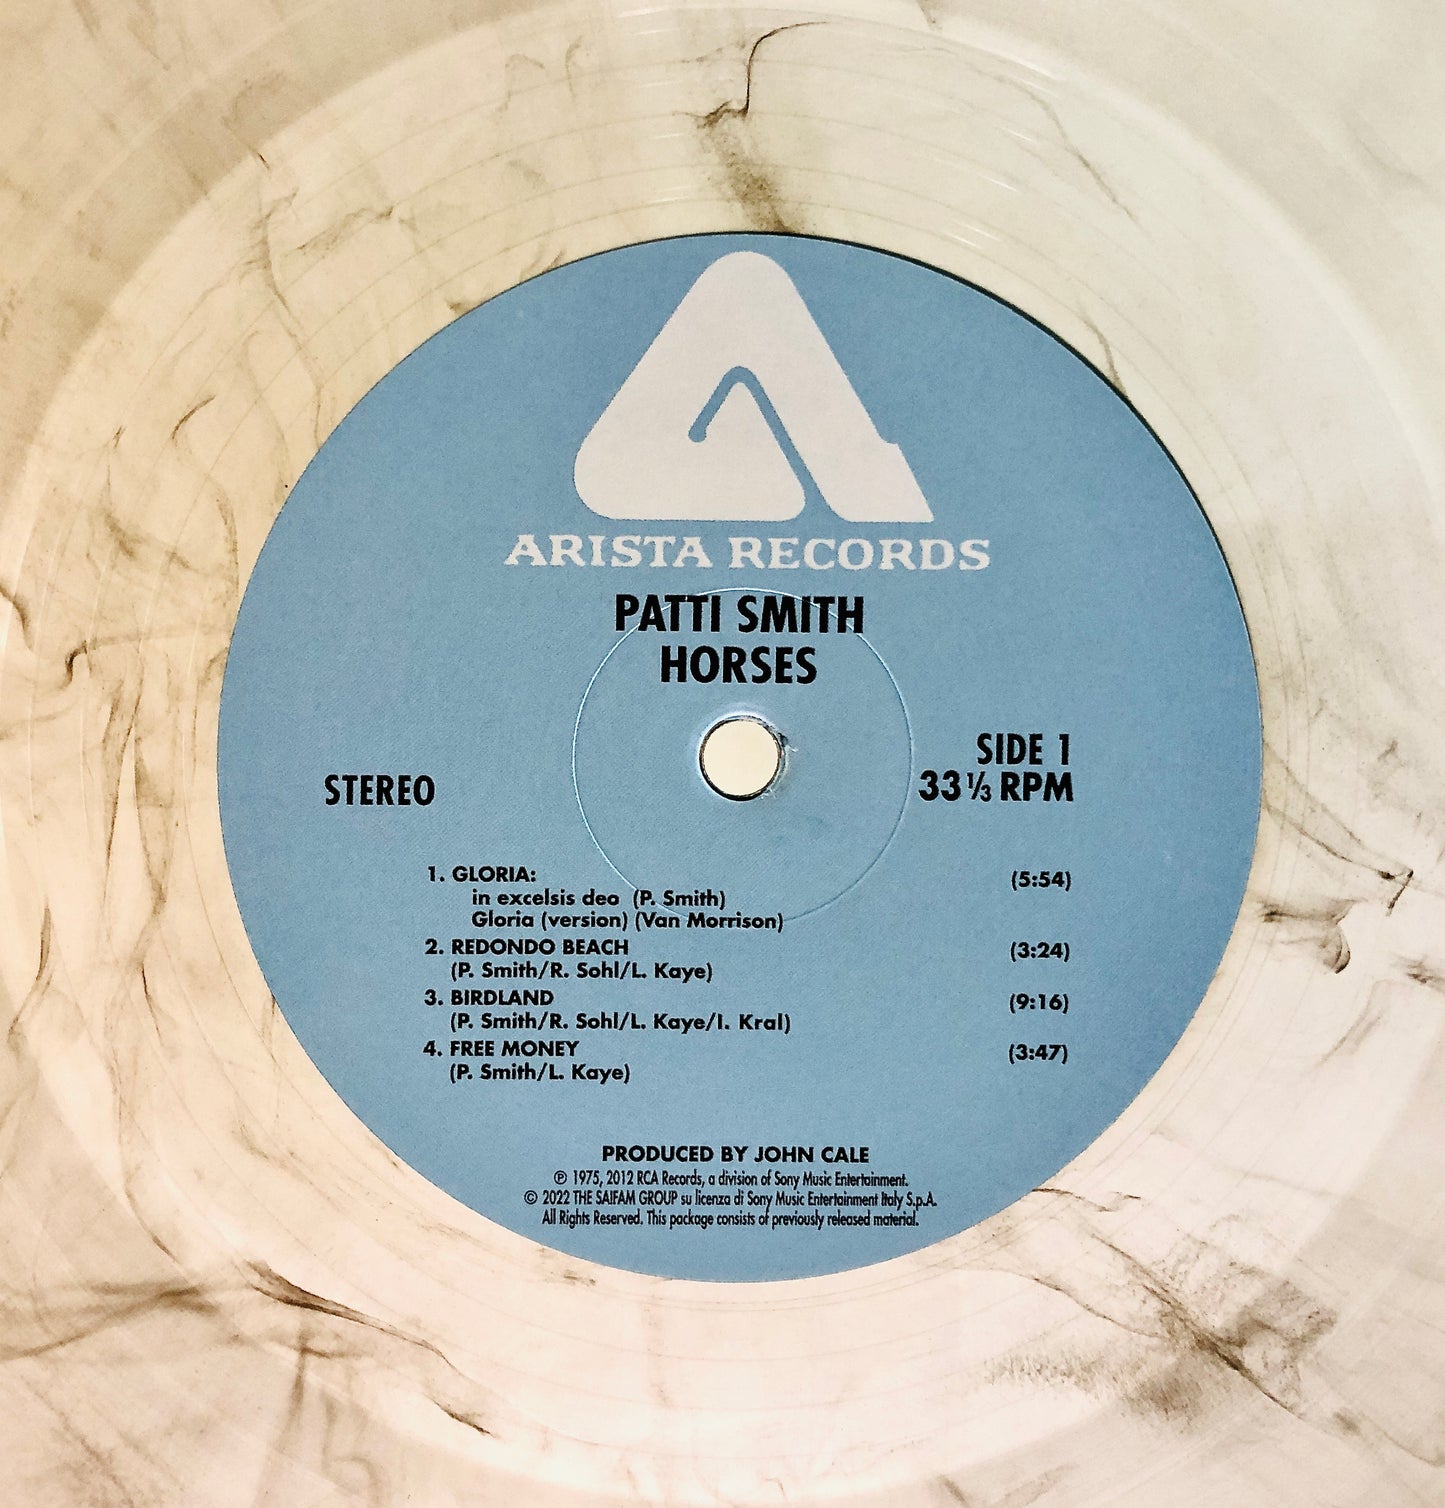 ARISTA RECORDS
PATTI SMITH
HORSES
STEREO
SIDE 1
33 1/3 RPM
1. GLORIA: (5:54)
in excelsis deo (P. Smith)
Gloria (version) (Van Morrison)
2. REDONDO BEACH (3:24)
(P. Smith/R. Sohl/L. Kaye)
3. BIRDLAND (9:16)
(P. Smith/R. Sohl/L. Kaye/I. Kral)
4. FREE MONEY (3:47)
(P. Smith/L. Kaye)
PRODUCED BY JOHN CALE
℗ 1975, 2012 RCA Records, a division of Sony Music Entertainment.
© 2022 THE SAIFAM GROUP su licenza di Sony Music Entertainment Italy S.p.A.
All Rights Reserved. This package consists of previously released material.